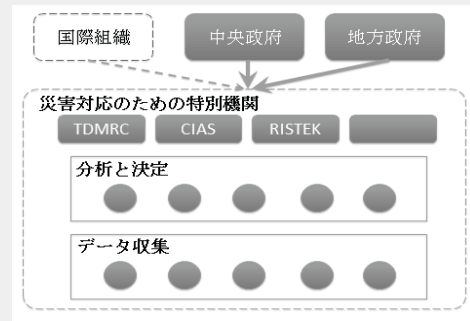 国際組織
中央政府
地方政府
災害対応のための特別機関
TDMRC
CIAS
RISTEK
分析と決定
データ収集